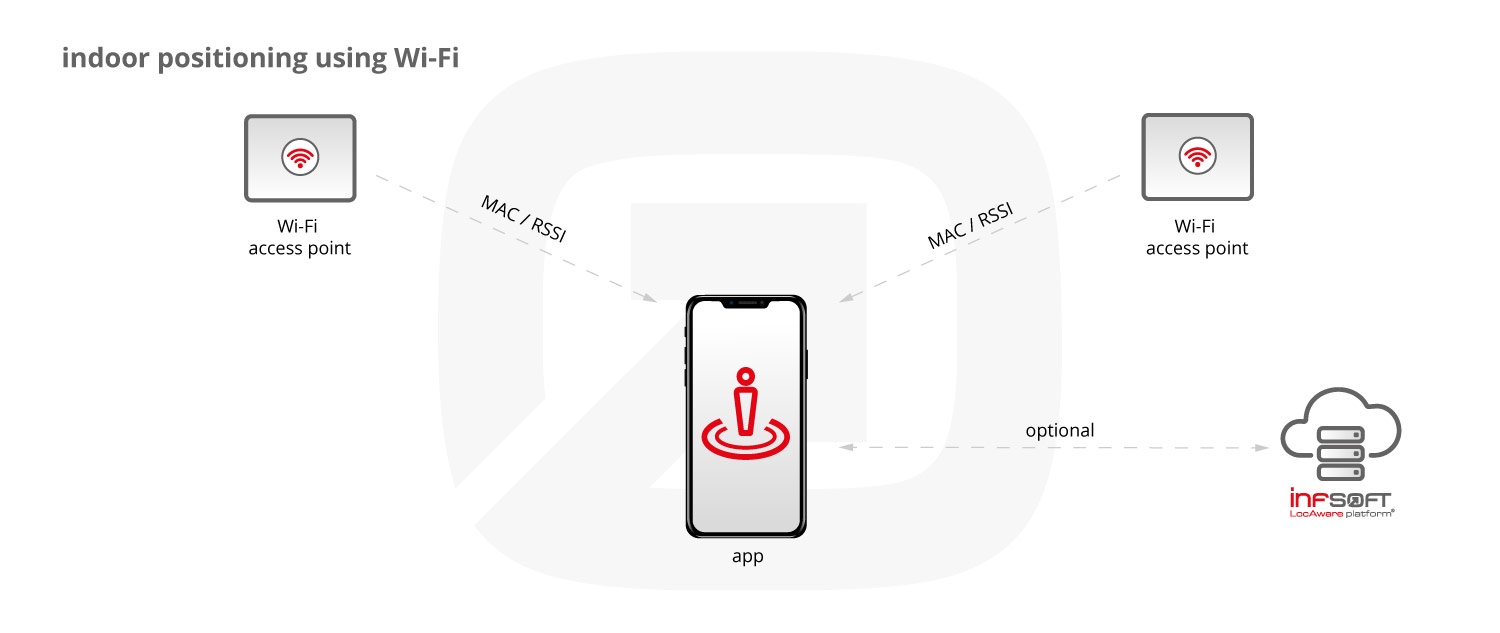 indoor positioning using Wi-Fi
Wi-Fi
access point
MAC / RSSI
MAC / RSSI
Wi-Fi
access point
optional
infsoft
LocAware platform®
app